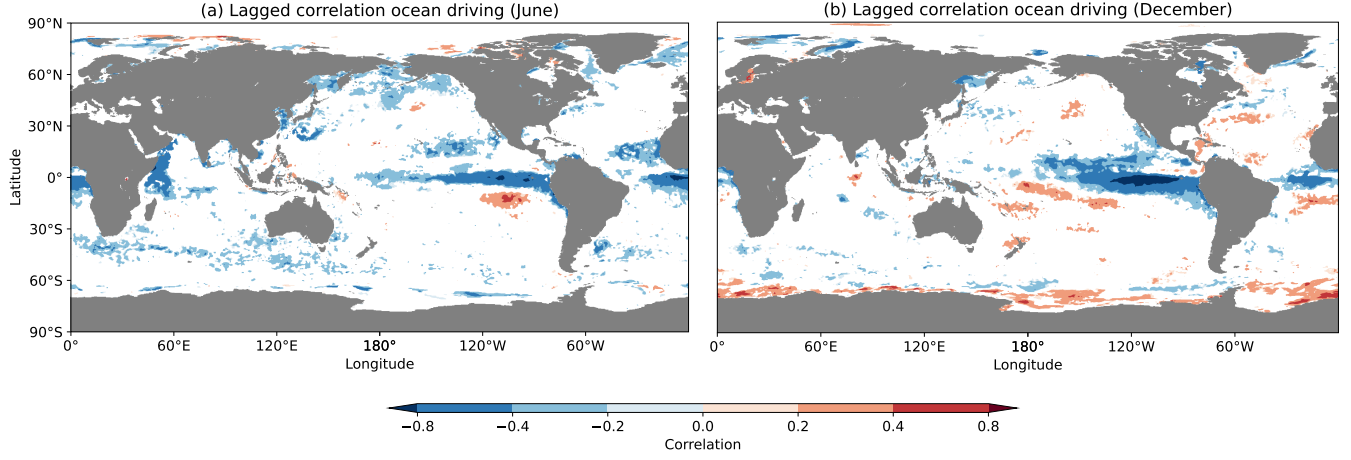 (a) Lagged correlation ocean driving (June)
(b) Lagged correlation ocean driving (December)
90°N
60°N
30°N
0°
30°S
60°S
90°S
Latitude
0°
60°E
120°E
180°
120°W
60°W
Longitude
0°
60°E
120°E
180°
120°W
60°W
Longitude
−0.8
−0.4
−0.2
0.0
0.2
0.4
0.8
Correlation